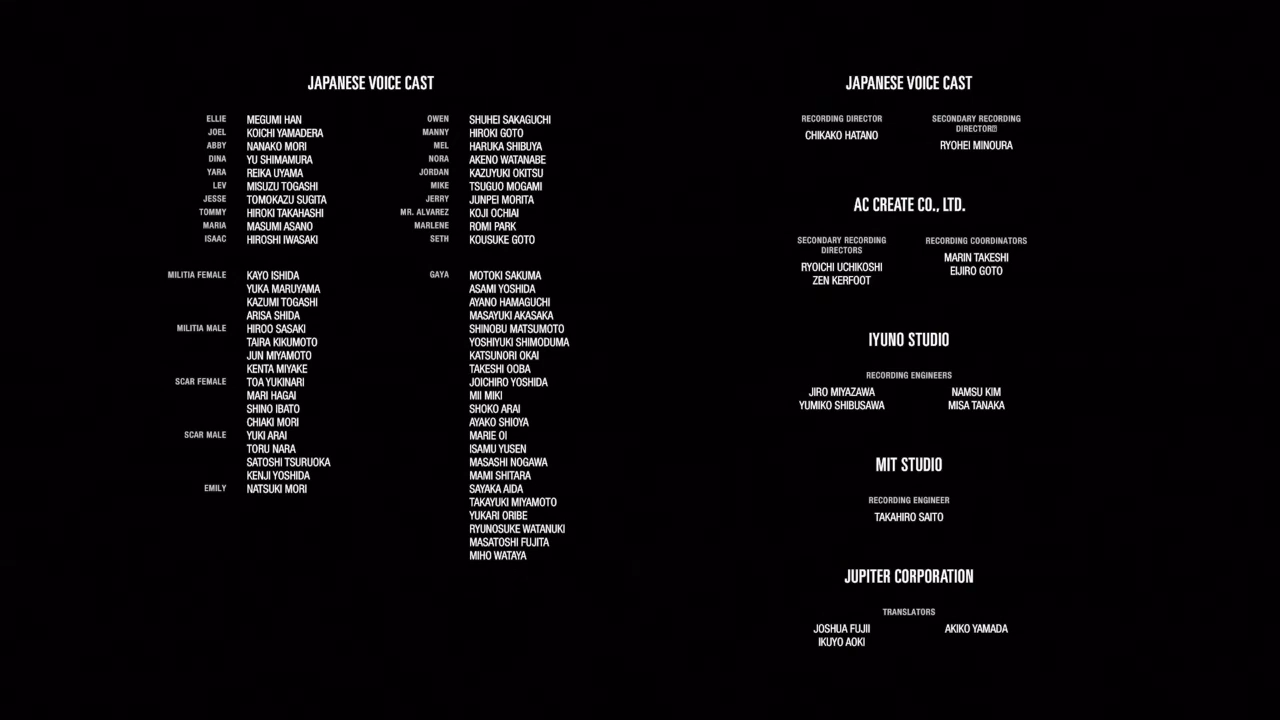 JAPANESE VOICE CAST
ELLIE MEGUMI HAN
JOEL KOICHI YAMADERA
ABBY NANAKO MORI
DINA YU SHIMAMURA
YARA REIKA UYAMA
LEV MISUZU TOGASHI
JESSE TOMOKAZU SUGITA
TOMMY HIROKI TAKAHASHI
MARIA MASUMI ASANO
ISAAC HIROSHI IWASAKI
MILITIA FEMALE KAYO ISHIDA
YUKA MARUYAMA
KAZUMI TOGASHI
ARISA SHIDA
MILITIA MALE HIROO SASAKI
TAIRA KIKUMOTO
JUN MIYAMOTO
KENTA MIYAKE
SCAR FEMALE TOA YUKINARI
MARI HAGAI
SHINO IBATO
CHIAKI MORI
SCAR MALE YUKI ARAI
TORU NARA
SATOSHI TSURUOKA
KENJI YOSHIDA
EMILY NATSUKI MORI
OWEN SHUHEI SAKAGUCHI
MANNY HIROKI GOTO
MEL HARUKA SHIBUYA
NORA AKENO WATANABE
JORDAN KAZUYUKI OKITSU
MIKE TSUGUO MOGAMI
JERRY JUNPEI MORITA
MR. ALVAREZ KOJI OCHIAI
MARLENE ROMI PARK
SETH KOUSUKE GOTO
GAYA MOTOKI SAKUMA
ASAMI YOSHIDA
AYANO HAMAGUCHI
MASAYUKI AKASAKA
SHINOBU MATSUMOTO
YOSHIYUKI SHIMODUMA
KATSUNORI OKAI
TAKESHI OOBA
JOICHIRO YOSHIDA
MII MIKI
SHOKO ARAI
AYAKO SHIOYA
MARIE OI
ISAMU YUSEN
MASASHI NOGAWA
MAMI SHITARA
SAYAKA AIDA
TAKAYUKI MIYAMOTO
YUKARI ORIBE
RYUNOSUKE WATANUKI
MASATOSHI FUJITA
MIHO WATAYA
JAPANESE VOICE CAST
RECORDING DIRECTOR
CHIKAKO HATANO
SECONDARY RECORDING
DIRECTOR
RYOHEI MINOURA
AC CREATE CO., LTD.
SECONDARY RECORDING
DIRECTORS
RYOICHI UCHIKOSHI
ZEN KERFOOT
RECORDING COORDINATORS
MARIN TAKESHI
EIJIRO GOTO
IYUNO STUDIO
RECORDING ENGINEERS
JIRO MIYAZAWA
YUMIKO SHIBUSAWA
NAMSU KIM
MISA TANAKA
MIT STUDIO
RECORDING ENGINEER
TAKAHIRO SAITO
JUPITER CORPORATION
TRANSLATORS
JOSHUA FUJII
IKUYO AOKI
AKIKO YAMADA